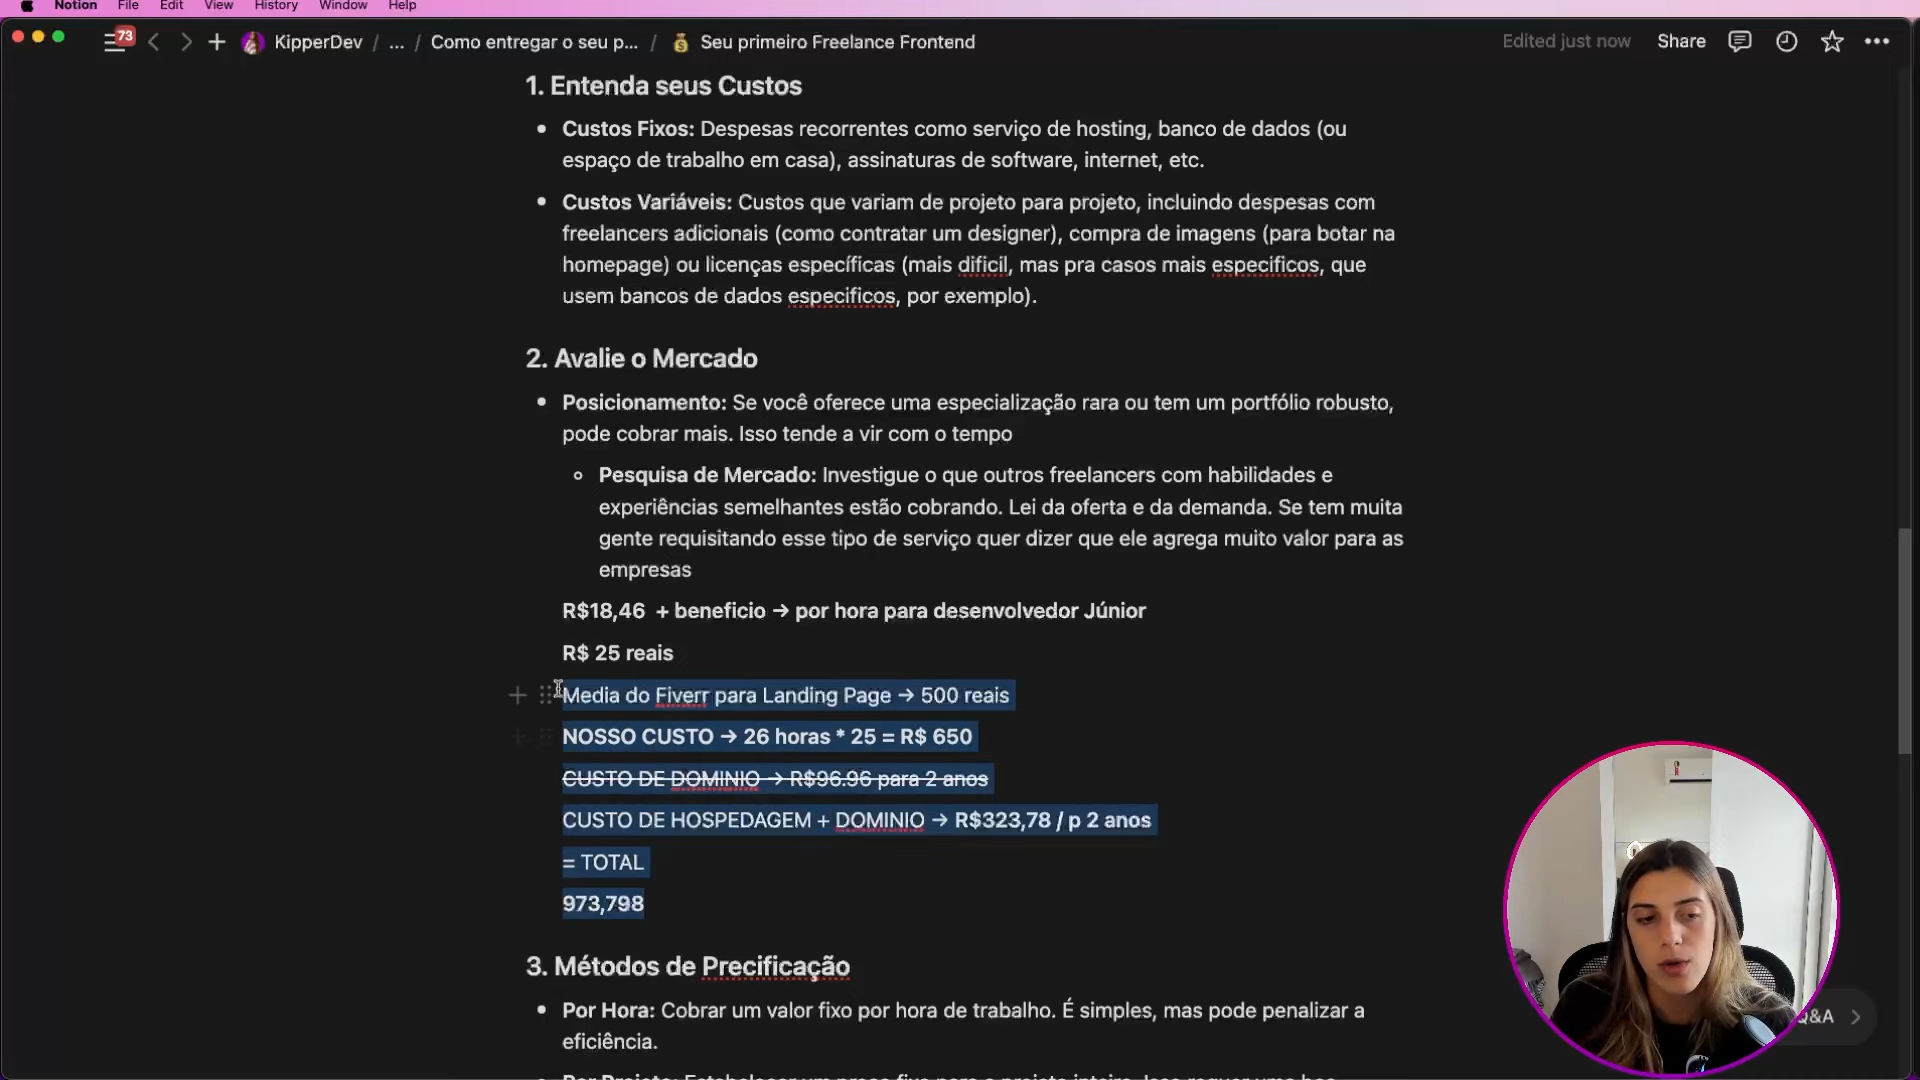 Notion File Edit View History Window Help
73 KipperDev / ... / Como entregar o seu p... / Seu primeiro Freelance Frontend Edited just now Share
1. Entenda seus Custos
• Custos Fixos: Despesas recorrentes como serviço de hosting, banco de dados (ou
espaço de trabalho em casa), assinaturas de software, internet, etc.
• Custos Variáveis: Custos que variam de projeto para projeto, incluindo despesas com
freelancers adicionais (como contratar um designer), compra de imagens (para botar na
homepage) ou licenças específicas (mais dificil, mas pra casos mais especificos, que
usem bancos de dados especificos, por exemplo).
2. Avalie o Mercado
• Posicionamento: Se você oferece uma especialização rara ou tem um portfólio robusto,
pode cobrar mais. Isso tende a vir com o tempo
◦ Pesquisa de Mercado: Investigue o que outros freelancers com habilidades e
experiências semelhantes estão cobrando. Lei da oferta e da demanda. Se tem muita
gente requisitando esse tipo de serviço quer dizer que ele agrega muito valor para as
empresas
R$18,46 + beneficio → por hora para desenvolvedor Júnior
R$ 25 reais
Media do Fiverr para Landing Page → 500 reais
NOSSO CUSTO → 26 horas * 25 = R$ 650
CUSTO DE DOMINIO → R$96.96 para 2 anos
CUSTO DE HOSPEDAGEM + DOMINIO → R$323,78 / p 2 anos
= TOTAL
973,798
3. Métodos de Precificação
• Por Hora: Cobrar um valor fixo por hora de trabalho. É simples, mas pode penalizar a
eficiência.
Q&A